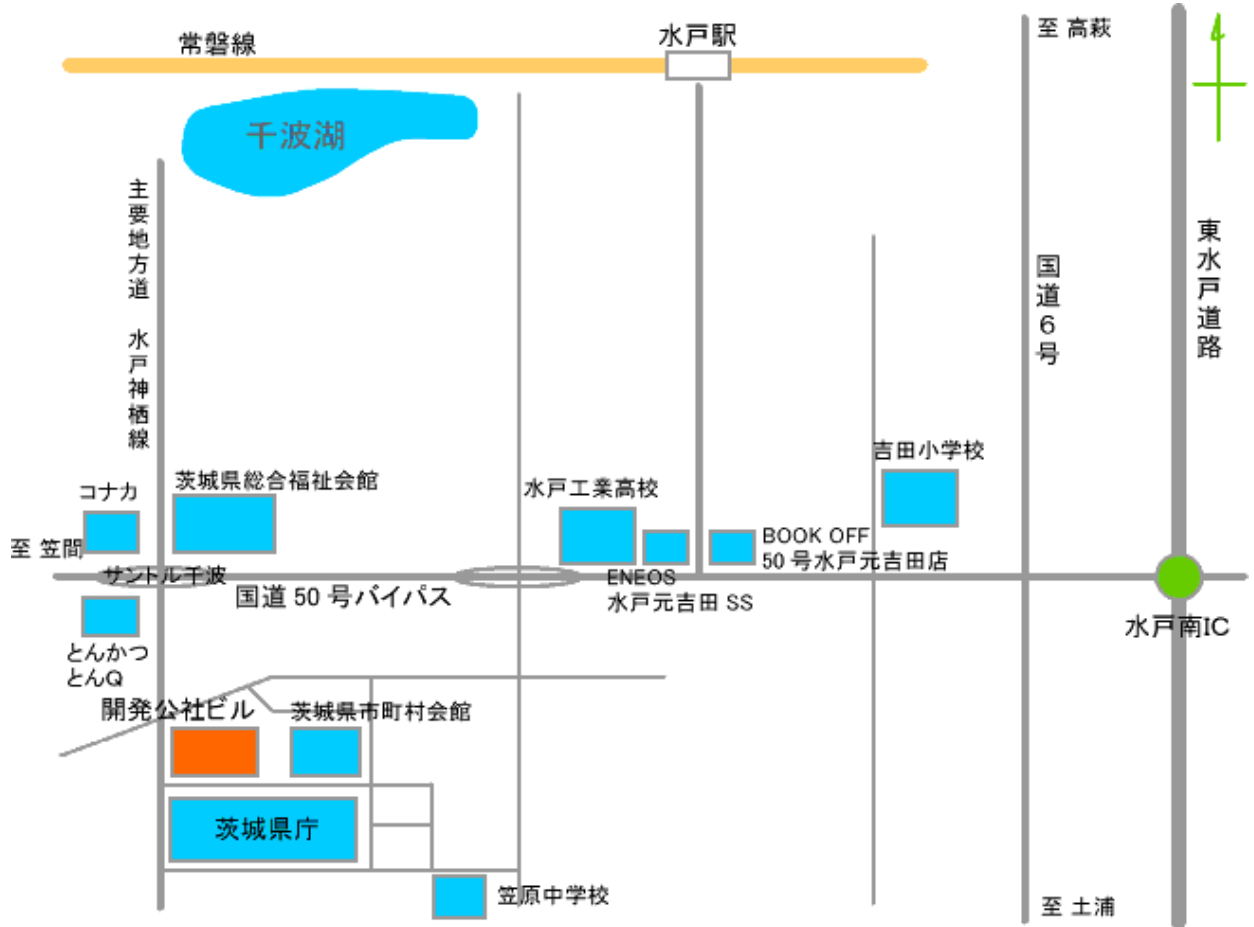 至 高萩
水戸駅
常磐線
千波湖
主要地方道 水戸神栖線
東水戸道路
国道6号
吉田小学校
茨城県総合福祉会館
コナカ
水戸工業高校
BOOK OFF
50号水戸元吉田店
至 笠間
サントル千波
ENEOS
水戸元吉田 SS
国道 50 号バイパス
水戸南IC
とんかつ
とんQ
開発公社ビル
茨城県市町村会館
茨城県庁
笠原中学校
至 土浦